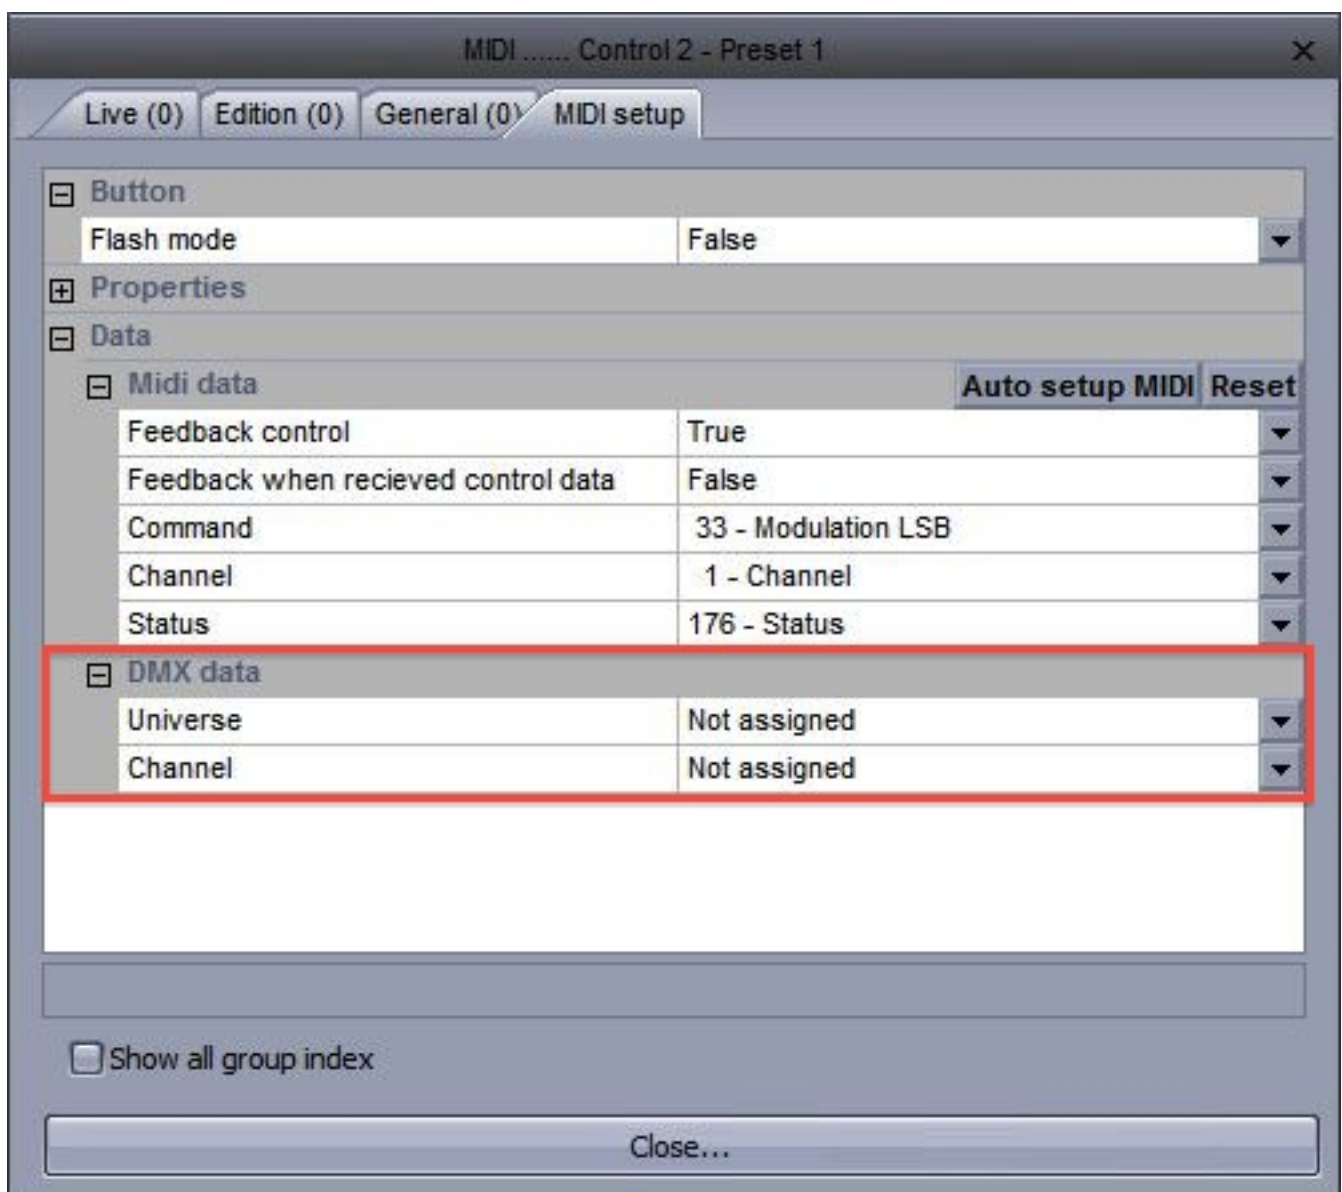 MIDI ...... Control 2 - Preset 1
Live (0) Edition (0) General (0) MIDI setup
Button
Flash mode False
Properties
Data
Midi data Auto setup MIDI Reset
Feedback control True
Feedback when recieved control data False
Command 33 - Modulation LSB
Channel 1 - Channel
Status 176 - Status
DMX data
Universe Not assigned
Channel Not assigned
Show all group index
Close...